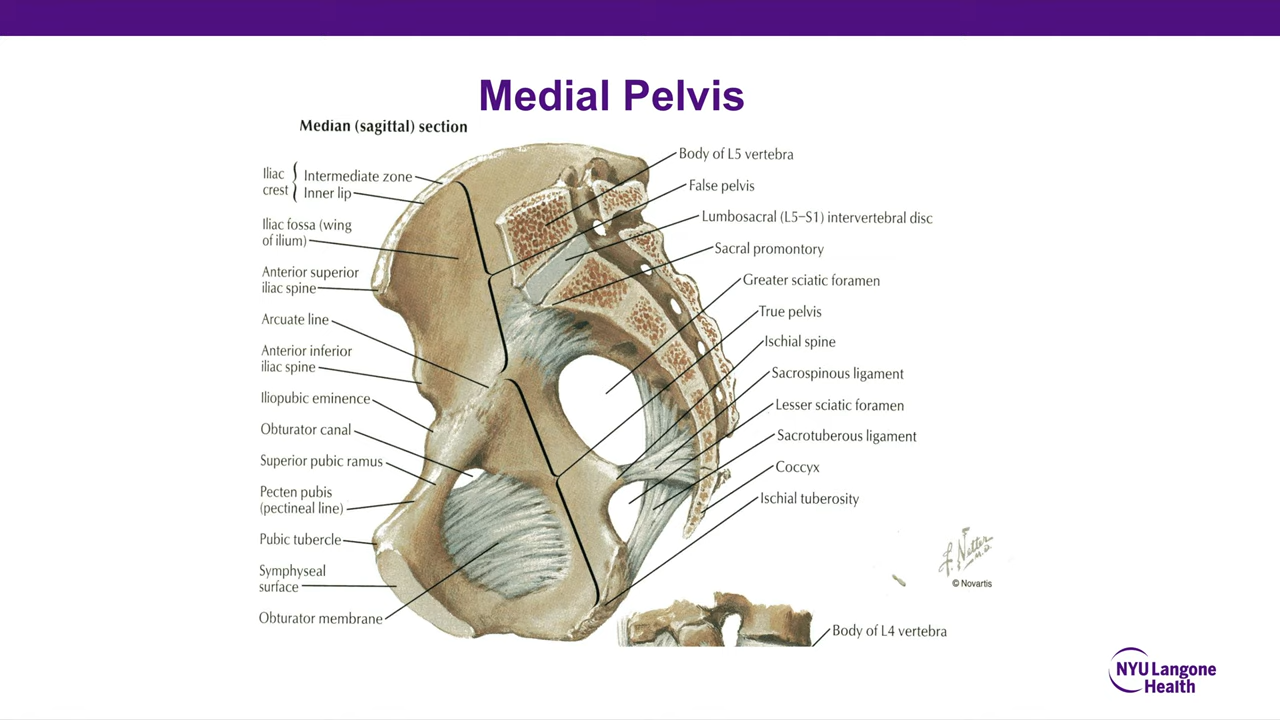 Medial Pelvis
Median (sagittal) section
Iliac
crest
Intermediate zone
Inner lip
Iliac fossa (wing
of ilium)
Anterior superior
iliac spine
Arcuate line
Anterior inferior
iliac spine
Iliopubic eminence
Obturator canal
Superior pubic ramus
Pecten pubis
(pectineal line)
Pubic tubercle
Symphyseal
surface
Obturator membrane
Body of L5 vertebra
False pelvis
Lumbosacral (L5–S1) intervertebral disc
Sacral promontory
Greater sciatic foramen
True pelvis
Ischial spine
Sacrospinous ligament
Lesser sciatic foramen
Sacrotuberous ligament
Coccyx
Ischial tuberosity
F. Netter
M.D.
© Novartis
Body of L4 vertebra
NYU Langone
Health